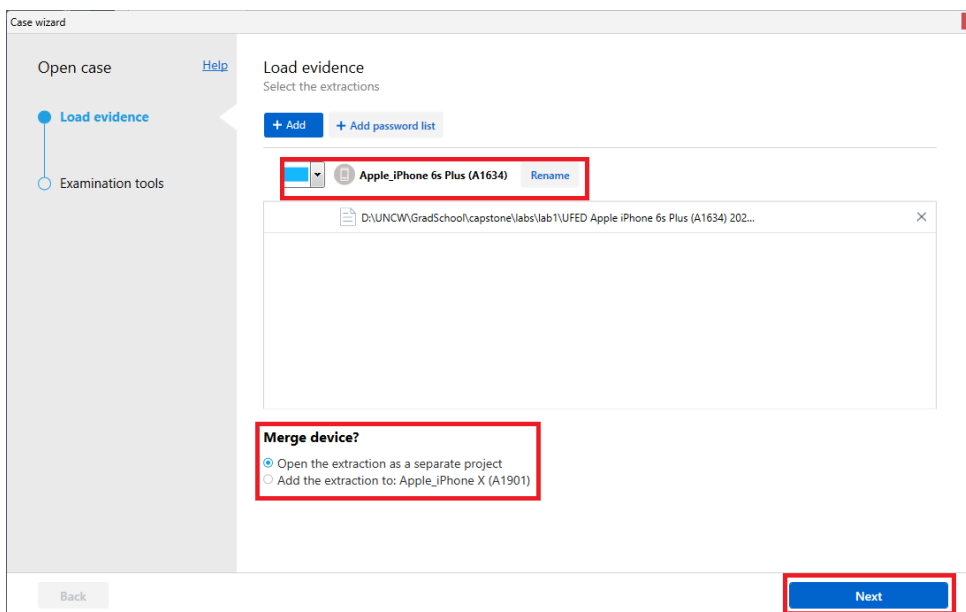 Case wizard
Open case
Help
Load evidence
Examination tools
Load evidence
Select the extractions
+ Add
+ Add password list
Apple_iPhone 6s Plus (A1634)
Rename
D:\UNCW\GradSchool\capstone\labs\lab1\UFED Apple iPhone 6s Plus (A1634) 202...
Merge device?
Open the extraction as a separate project
Add the extraction to: Apple_iPhone X (A1901)
Back
Next